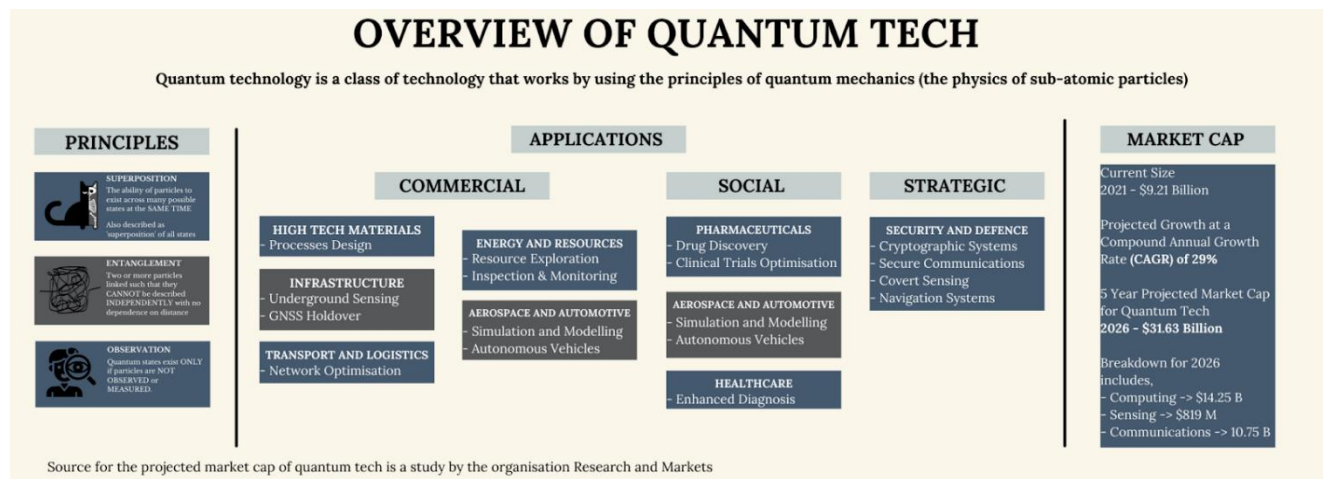 OVERVIEW OF QUANTUM TECH
Quantum technology is a class of technology that works by using the principles of quantum mechanics (the physics of sub-atomic particles)
PRINCIPLES
SUPERPOSITION
The ability of particles to
exist across many possible
states at the SAME TIME
Also described as
'superposition' of all states
ENTANGLEMENT
Two or more particles
linked such that they
CANNOT be described
INDEPENDENTLY with no
dependence on distance
OBSERVATION
Quantum states exist ONLY
if particles are NOT
OBSERVED or
MEASURED.
APPLICATIONS
COMMERCIAL
HIGH TECH MATERIALS
- Processes Design
INFRASTRUCTURE
- Underground Sensing
- GNSS Holdover
TRANSPORT AND LOGISTICS
- Network Optimisation
ENERGY AND RESOURCES
- Resource Exploration
- Inspection & Monitoring
AEROSPACE AND AUTOMOTIVE
- Simulation and Modelling
- Autonomous Vehicles
SOCIAL
PHARMACEUTICALS
- Drug Discovery
- Clinical Trials Optimisation
AEROSPACE AND AUTOMOTIVE
- Simulation and Modelling
- Autonomous Vehicles
HEALTHCARE
- Enhanced Diagnosis
STRATEGIC
SECURITY AND DEFENCE
- Cryptographic Systems
- Secure Communications
- Covert Sensing
- Navigation Systems
MARKET CAP
Current Size
2021 - $9.21 Billion
Projected Growth at a
Compound Annual Growth
Rate (CAGR) of 29%
5 Year Projected Market Cap
for Quantum Tech
2026 - $31.63 Billion
Breakdown for 2026
includes,
- Computing -> $14.25 B
- Sensing -> $819 M
- Communications -> 10.75 B
Source for the projected market cap of quantum tech is a study by the organisation Research and Markets